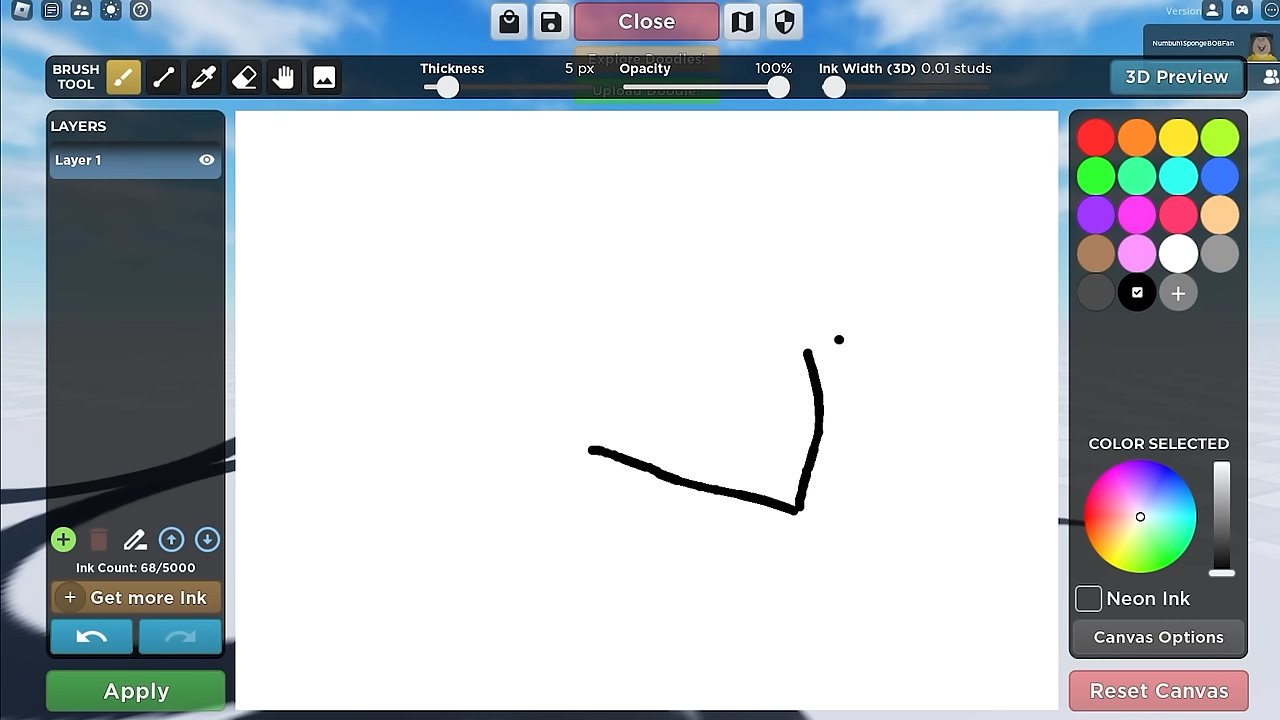 Close
Version
Numbuh1SpongeBOBFan
Explore Doodles!
BRUSH TOOL
Thickness 5 px
Opacity 100%
Ink Width (3D) 0.01 studs
Upload Doodle!
3D Preview
LAYERS
Layer 1
Ink Count: 68/5000
+ Get more Ink
Apply
COLOR SELECTED
Neon Ink
Canvas Options
Reset Canvas